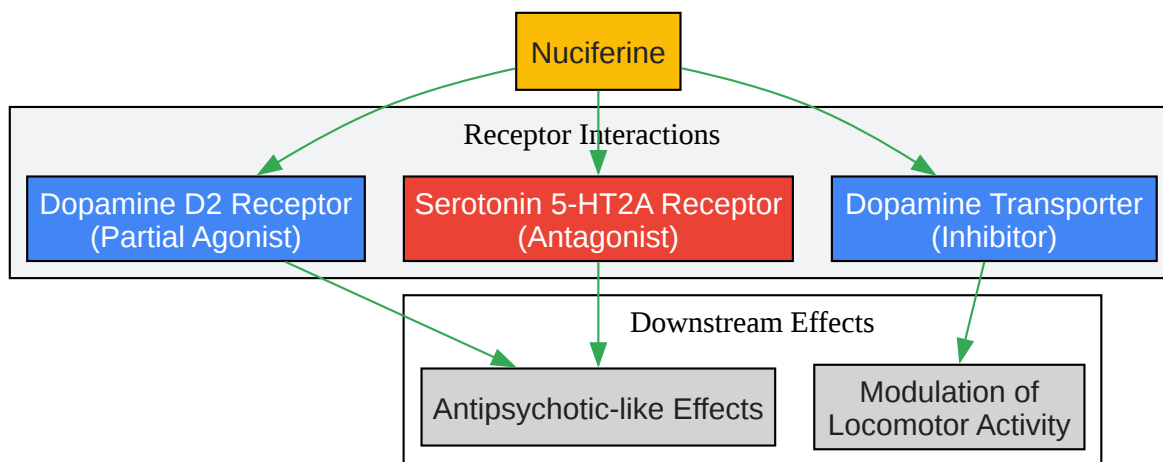 Nuciferine
Receptor Interactions
Dopamine D2 Receptor
(Partial Agonist)
Serotonin 5-HT2A Receptor
(Antagonist)
Dopamine Transporter
(Inhibitor)
Downstream Effects
Antipsychotic-like Effects
Modulation of
Locomotor Activity